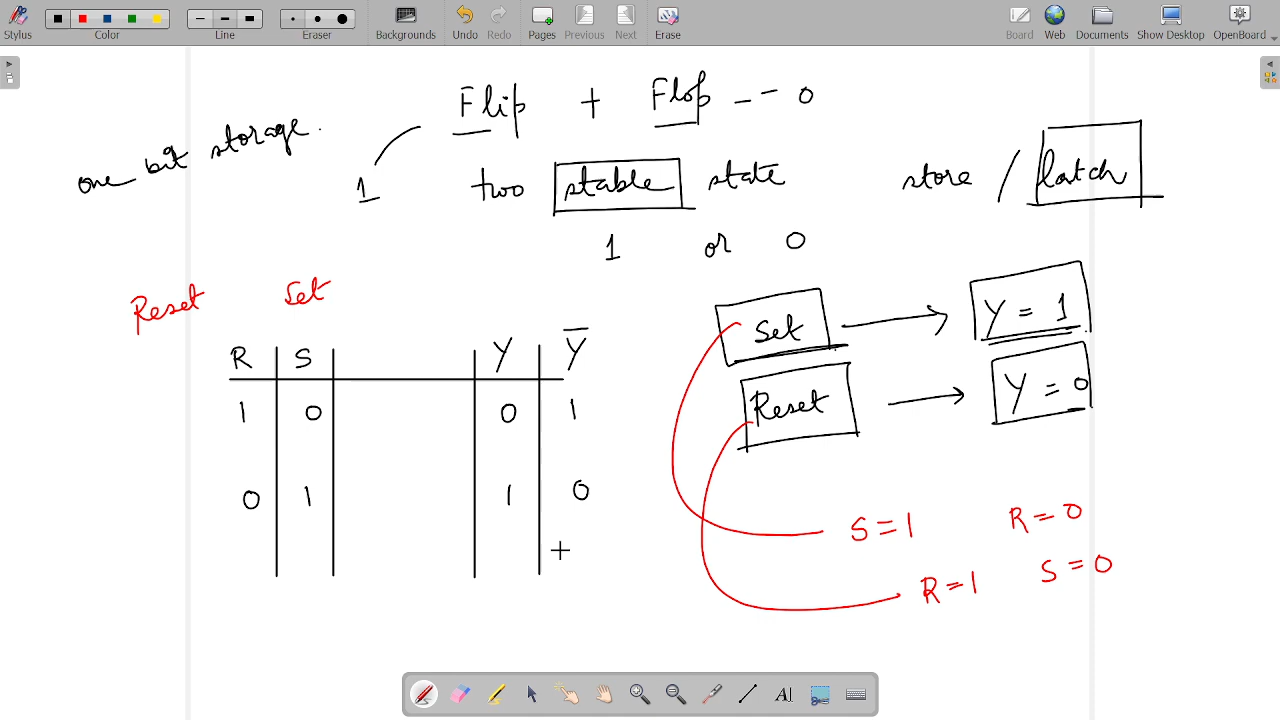 Stylus Color Line Eraser Backgrounds Undo Redo Pages Previous Next Erase Board Web Documents Show Desktop OpenBoard
Flip + Flop -- 0
one bit storage.
1 two stable state store / latch
1 or 0
Reset Set
Set → Y = 1
R S Y Y̅
Reset → Y = 0
1 0 0 1
0 1 1 0
S = 1 R = 0
R = 1 S = 0